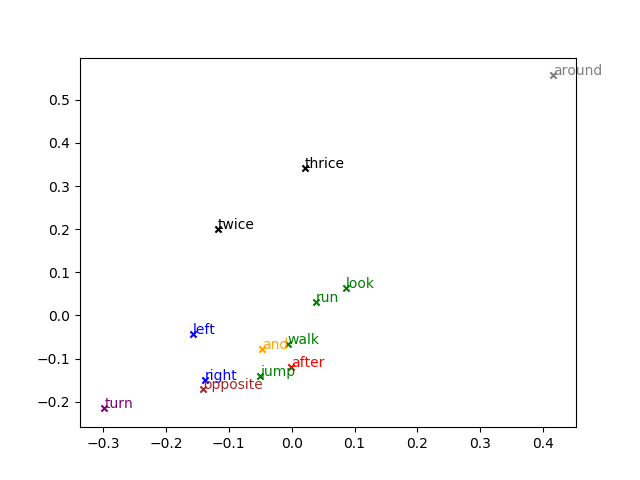 around
0.5
0.4
thrice
0.3
twice
0.2
0.1
look
run
0.0
left
walk
and
−0.1
after
jump
right
opposite
−0.2
turn
−0.3 −0.2 −0.1 0.0 0.1 0.2 0.3 0.4